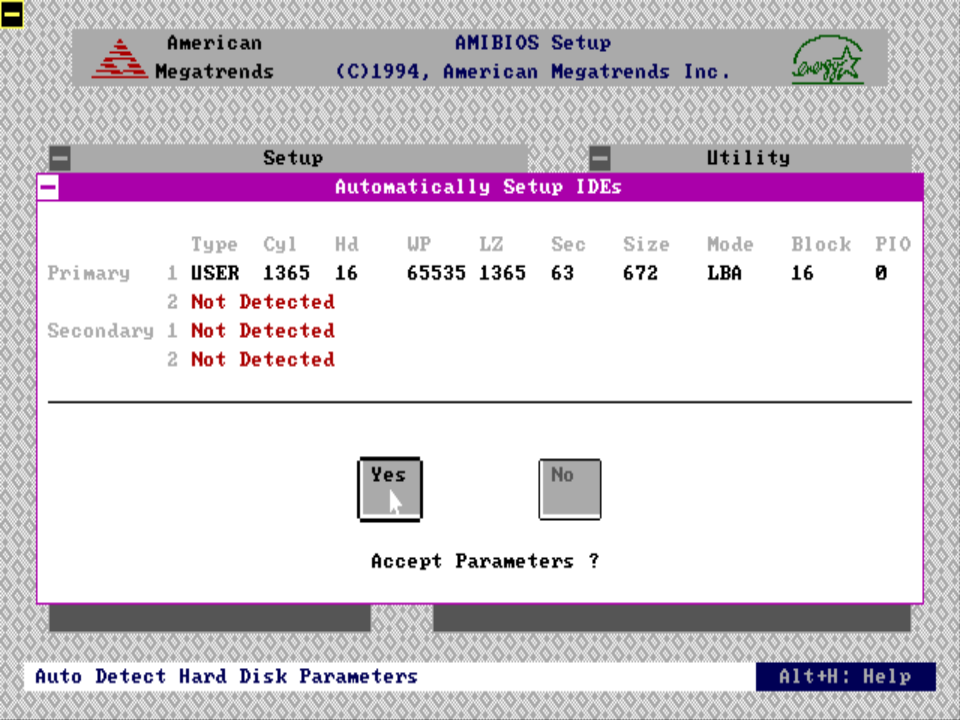 American AMIBIOS Setup
Megatrends (C)1994, American Megatrends Inc. energy
Setup Utility
Automatically Setup IDEs
Type Cyl Hd WP LZ Sec Size Mode Block PIO
Primary 1 USER 1365 16 65535 1365 63 672 LBA 16 0
2 Not Detected
Secondary 1 Not Detected
2 Not Detected
Yes No
Accept Parameters ?
Auto Detect Hard Disk Parameters Alt+H: Help